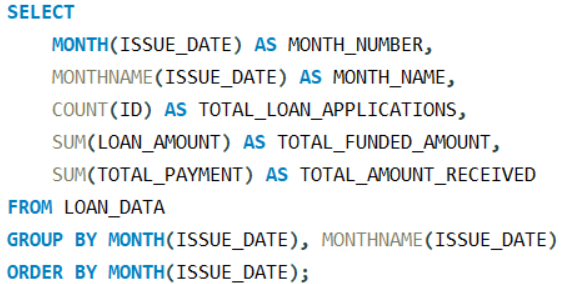 SELECT
MONTH(ISSUE_DATE) AS MONTH_NUMBER,
MONTHNAME(ISSUE_DATE) AS MONTH_NAME,
COUNT(ID) AS TOTAL_LOAN_APPLICATIONS,
SUM(LOAN_AMOUNT) AS TOTAL_FUNDED_AMOUNT,
SUM(TOTAL_PAYMENT) AS TOTAL_AMOUNT_RECEIVED
FROM LOAN_DATA
GROUP BY MONTH(ISSUE_DATE), MONTHNAME(ISSUE_DATE)
ORDER BY MONTH(ISSUE_DATE);